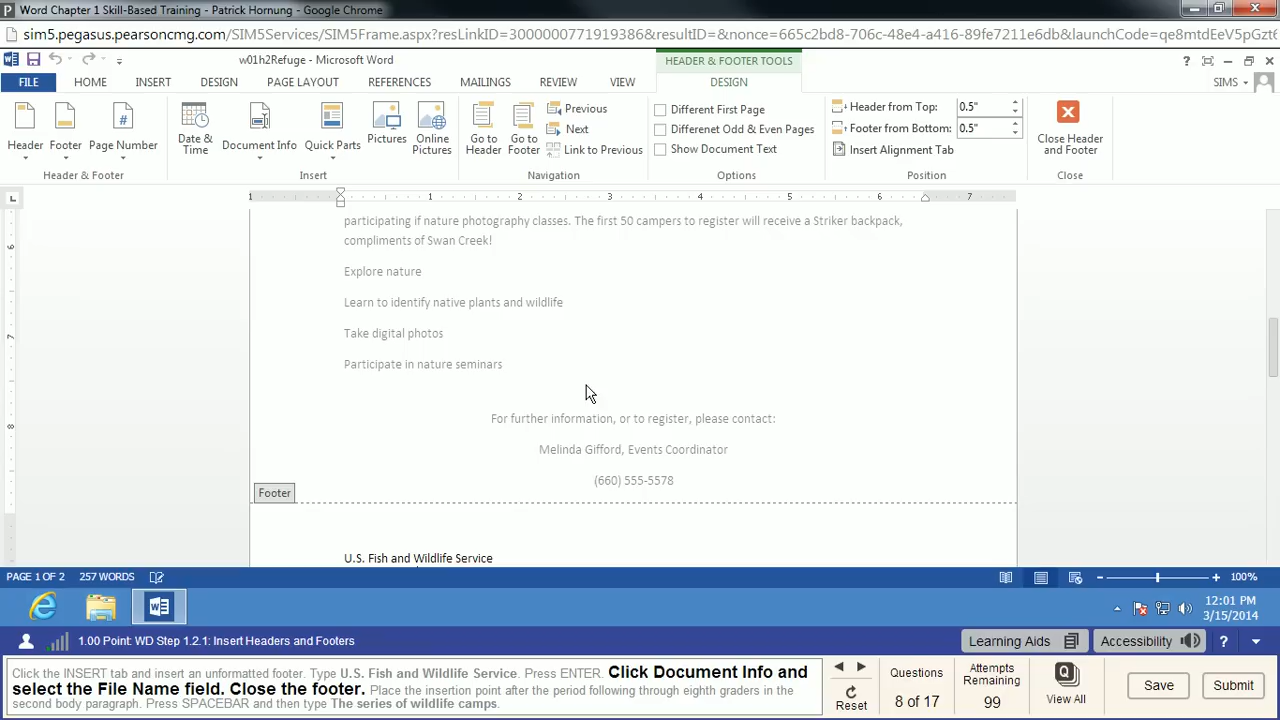 Word Chapter 1 Skill-Based Training - Patrick Hornung - Google Chrome
sim5.pegasus.pearsoncmg.com/SIM5Services/SIM5Frame.aspx?resLinkID=3000000771919386&resultID=&nonce=665c2bd8-706c-48e4-a416-89fe7211e6db&launchCode=qe8mtdEeV5pGzt6
w01h2Refuge - Microsoft Word
HEADER & FOOTER TOOLS
FILE HOME INSERT DESIGN PAGE LAYOUT REFERENCES MAILINGS REVIEW VIEW DESIGN SIMS
Header Footer Page Number Date & Time Document Info Quick Parts Pictures Online Pictures Go to Header Go to Footer
Previous
Next
Link to Previous
Different First Page
Differenet Odd & Even Pages
Show Document Text
Header from Top: 0.5"
Footer from Bottom: 0.5"
Insert Alignment Tab
Close Header and Footer
Header & Footer Insert Navigation Options Position Close
1 1 2 3 4 5 6 7
participating if nature photography classes. The first 50 campers to register will receive a Striker backpack,
compliments of Swan Creek!
Explore nature
Learn to identify native plants and wildlife
Take digital photos
Participate in nature seminars
For further information, or to register, please contact:
Melinda Gifford, Events Coordinator
(660) 555-5578
Footer
U.S. Fish and Wildlife Service
6
7
8
PAGE 1 OF 2 257 WORDS 100%
12:01 PM
3/15/2014
1.00 Point: WD Step 1.2.1: Insert Headers and Footers
Learning Aids Accessibility ?
Click the INSERT tab and insert an unformatted footer. Type U.S. Fish and Wildlife Service. Press ENTER. Click Document Info and
select the File Name field. Close the footer. Place the insertion point after the period following through eighth graders in the
second body paragraph. Press SPACEBAR and then type The series of wildlife camps.
Reset
Questions
8 of 17
Attempts
Remaining
99
View All
Save
Submit